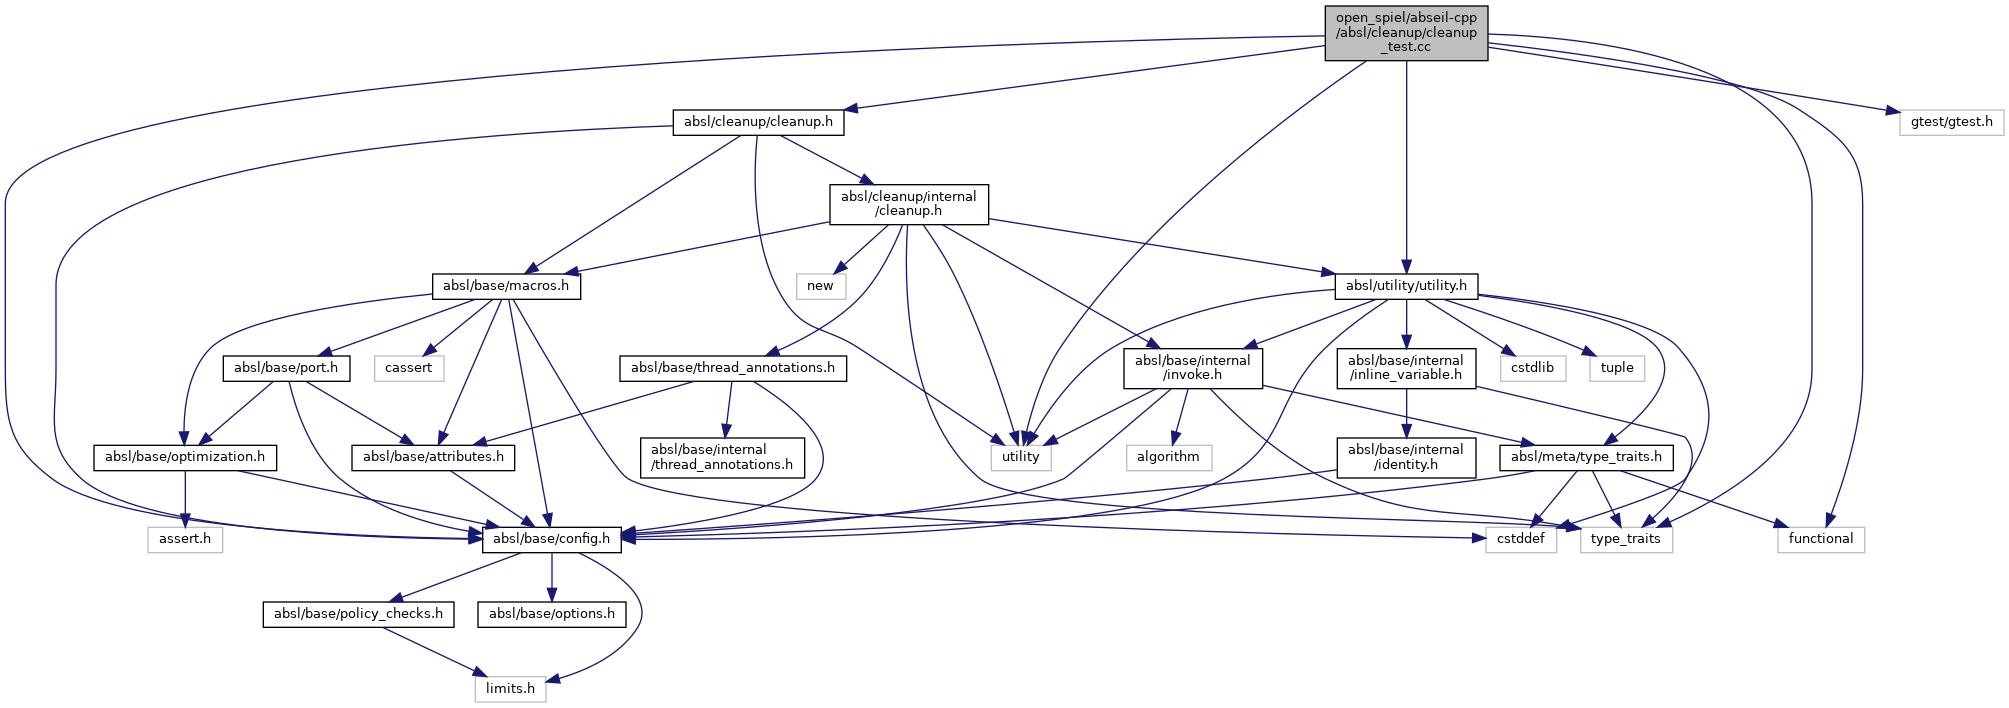 open_spiel/abseil-cpp
/absl/cleanup/cleanup
_test.cc
absl/cleanup/cleanup.h
gtest/gtest.h
absl/cleanup/internal
/cleanup.h
absl/base/macros.h
new
absl/utility/utility.h
absl/base/port.h
cassert
absl/base/thread_annotations.h
absl/base/internal
/invoke.h
absl/base/internal
/inline_variable.h
cstdlib
tuple
absl/base/optimization.h
absl/base/attributes.h
absl/base/internal
/thread_annotations.h
utility
algorithm
absl/base/internal
/identity.h
absl/meta/type_traits.h
assert.h
absl/base/config.h
cstddef
type_traits
functional
absl/base/policy_checks.h
absl/base/options.h
limits.h